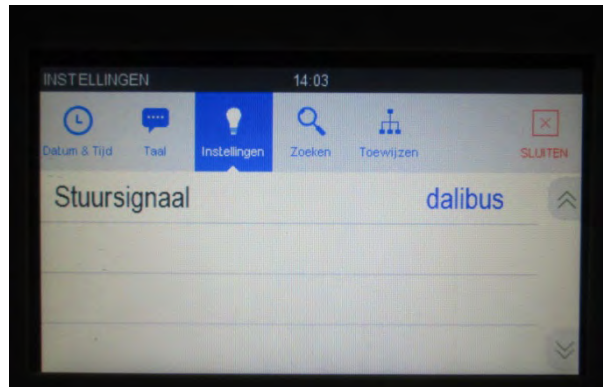 INSTELLINGEN 14:03
Datum & Tijd Taal Instellingen Zoeken Toewijzen SLUITEN
Stuursignaal dalibus